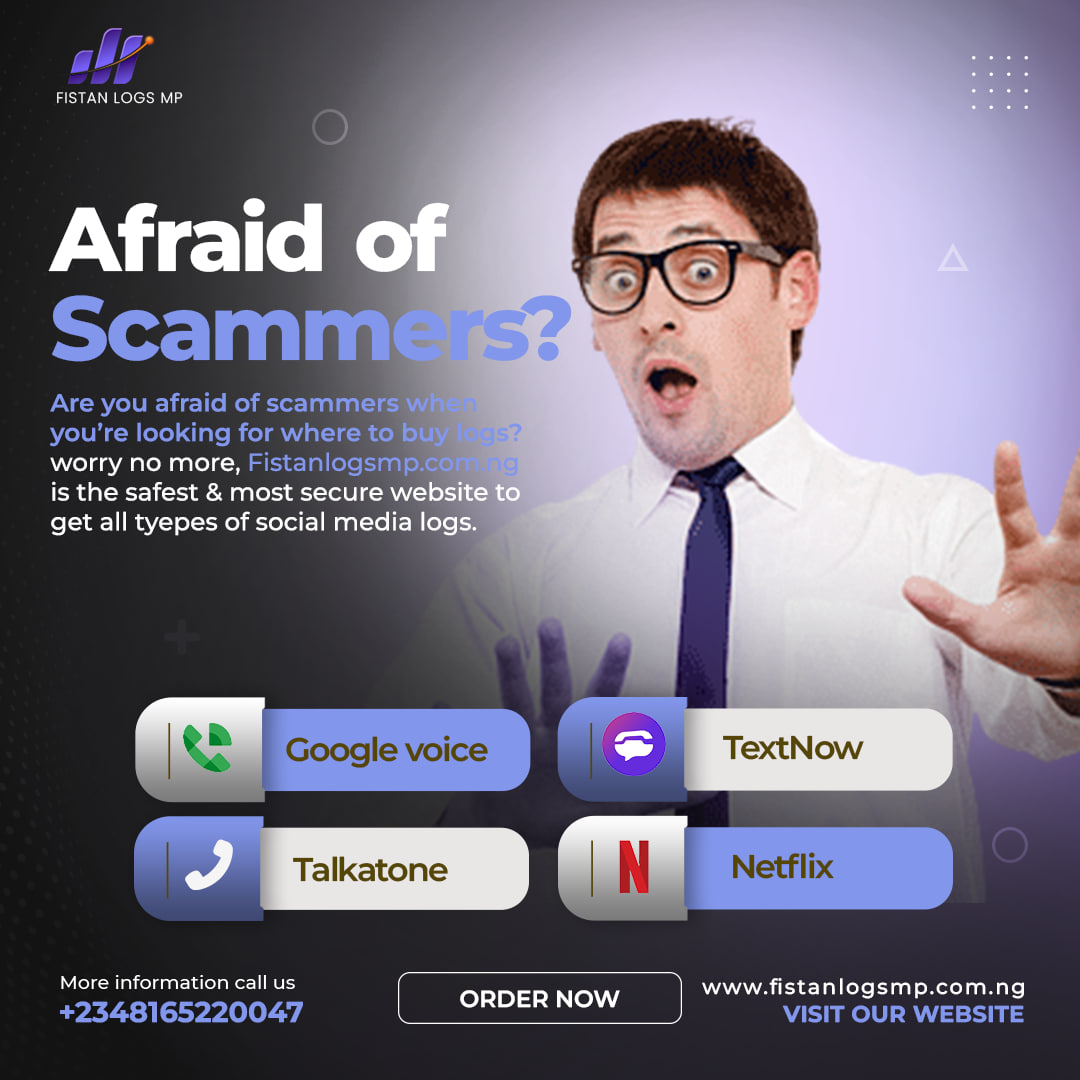 FISTAN LOGS MP
Afraid of
Scammers?
Are you afraid of scammers when
you're looking for where to buy logs?
worry no more, Fistanlogsmp.com.ng
is the safest & most secure website to
get all tyepes of social media logs.
Google voice
TextNow
Talkatone
Netflix
More information call us
+2348165220047
ORDER NOW
www.fistanlogsmp.com.ng
VISIT OUR WEBSITE